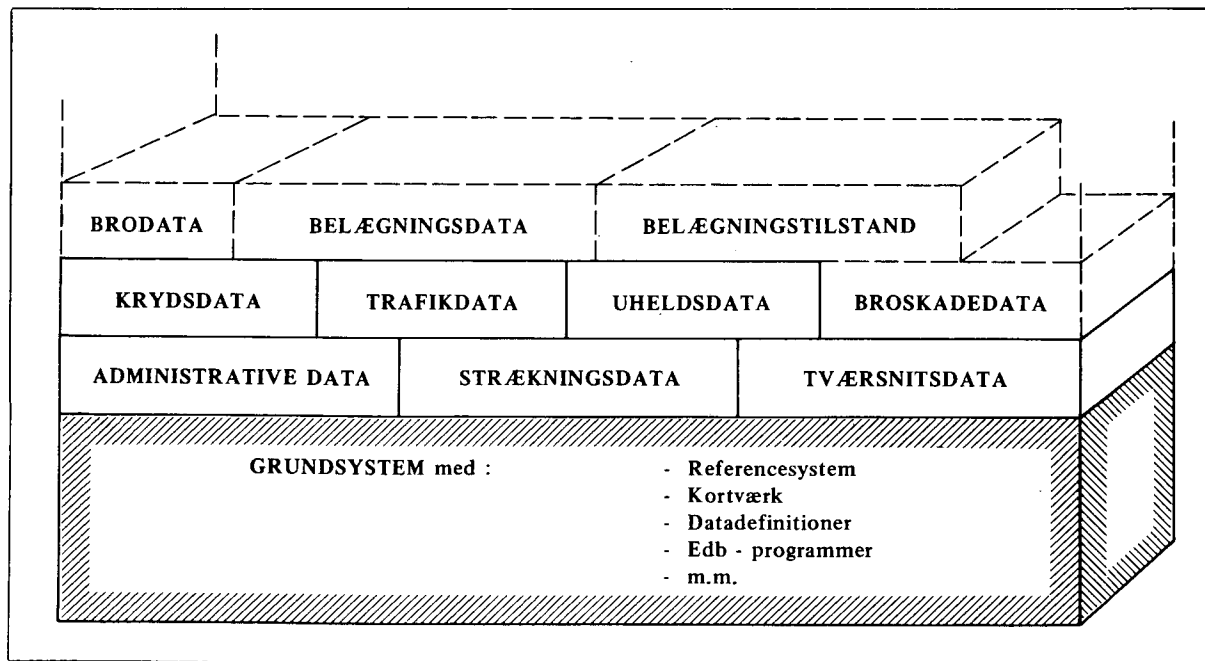 BRODATA BELÆGNINGSDATA BELÆGNINGSTILSTAND
KRYDSDATA TRAFIKDATA UHELDSDATA BROSKADEDATA
ADMINISTRATIVE DATA STRÆKNINGSDATA TVÆRSNITSDATA
GRUNDSYSTEM med : - Referencesystem
- Kortværk
- Datadefinitioner
- Edb - programmer
- m.m.